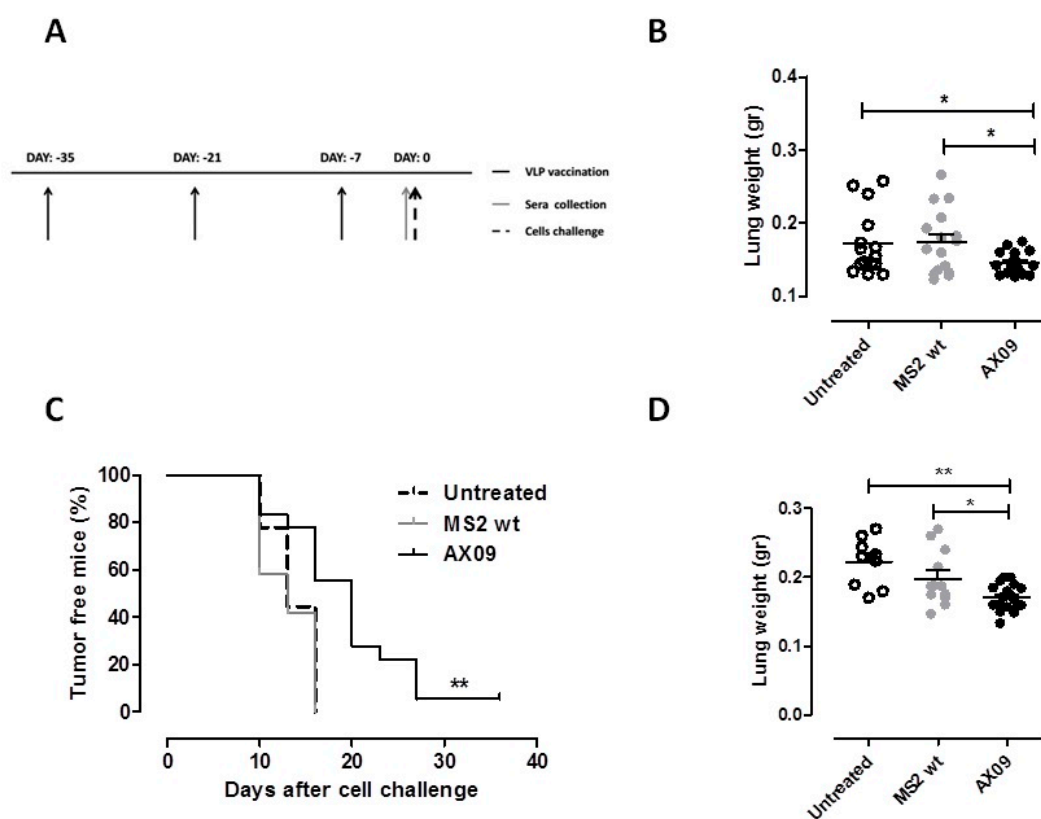 A
DAY: -35 DAY: -21 DAY: -7 DAY: 0
VLP vaccination
Sera collection
Cells challenge
B
Lung weight (gr)
0.4
0.3
0.2
0.1
*
*
Untreated MS2 wt AX09
C
Tumor free mice (%)
100
80
60
40
20
0
Untreated
MS2 wt
AX09
**
0 10 20 30 40
Days after cell challenge
D
Lung weight (gr)
0.3
0.2
0.1
0.0
**
*
Untreated MS2 wt AX09